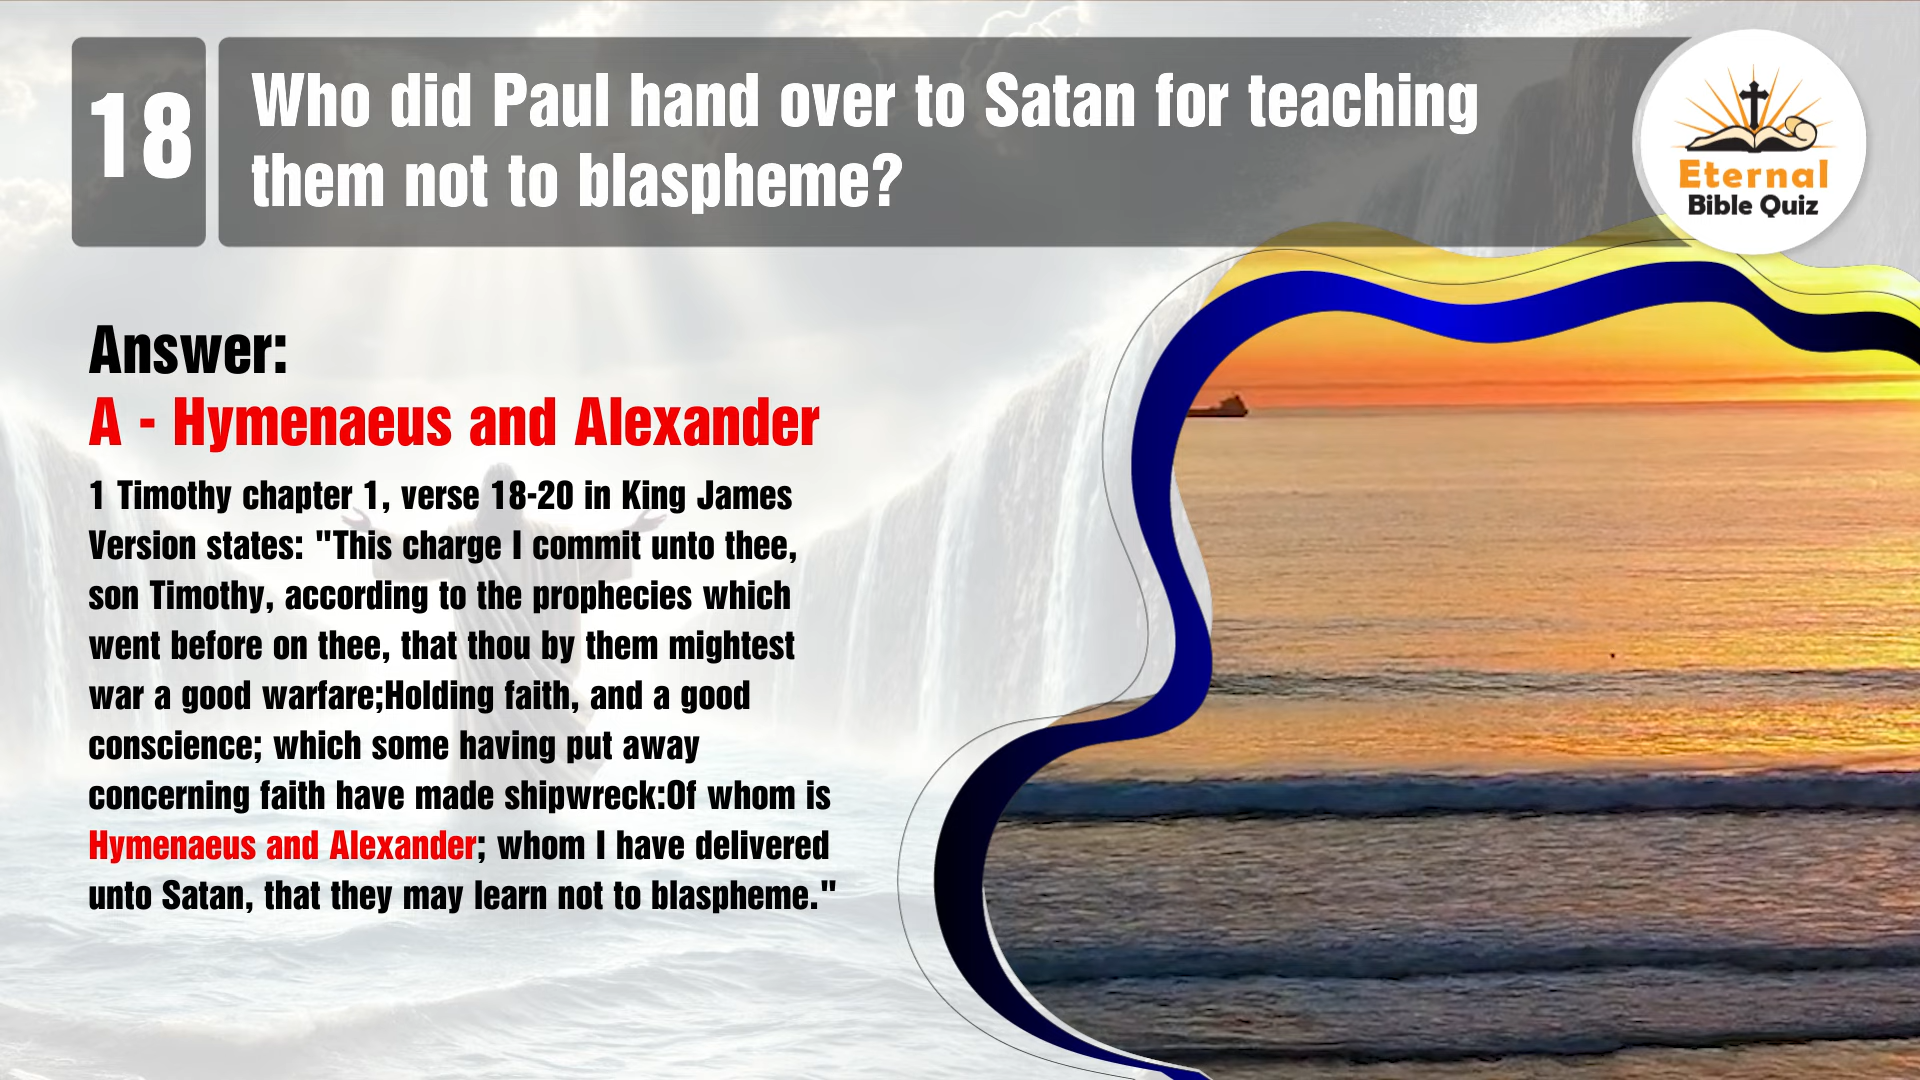 18
Who did Paul hand over to Satan for teaching
them not to blaspheme?
Eternal
Bible Quiz
Answer:
A - Hymenaeus and Alexander
1 Timothy chapter 1, verse 18-20 in King James
Version states: "This charge I commit unto thee,
son Timothy, according to the prophecies which
went before on thee, that thou by them mightest
war a good warfare;Holding faith, and a good
conscience; which some having put away
concerning faith have made shipwreck:Of whom is
Hymenaeus and Alexander; whom I have delivered
unto Satan, that they may learn not to blaspheme."